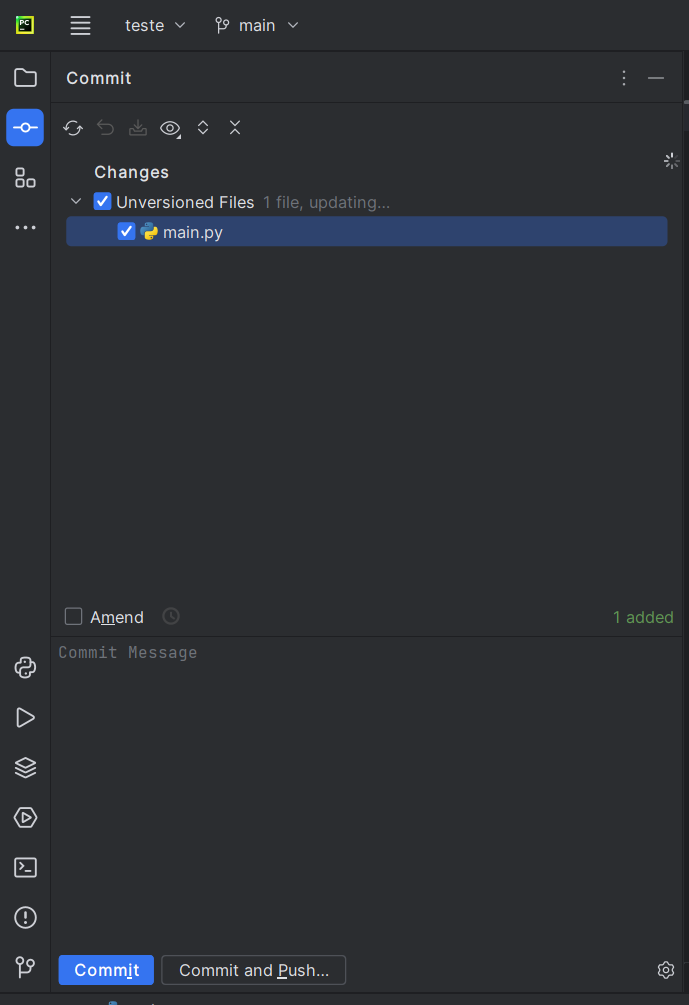 PC
teste
main
Commit
Changes
Unversioned Files 1 file, updating...
main.py
Amend
1 added
Commit Message
Commit
Commit and Push...